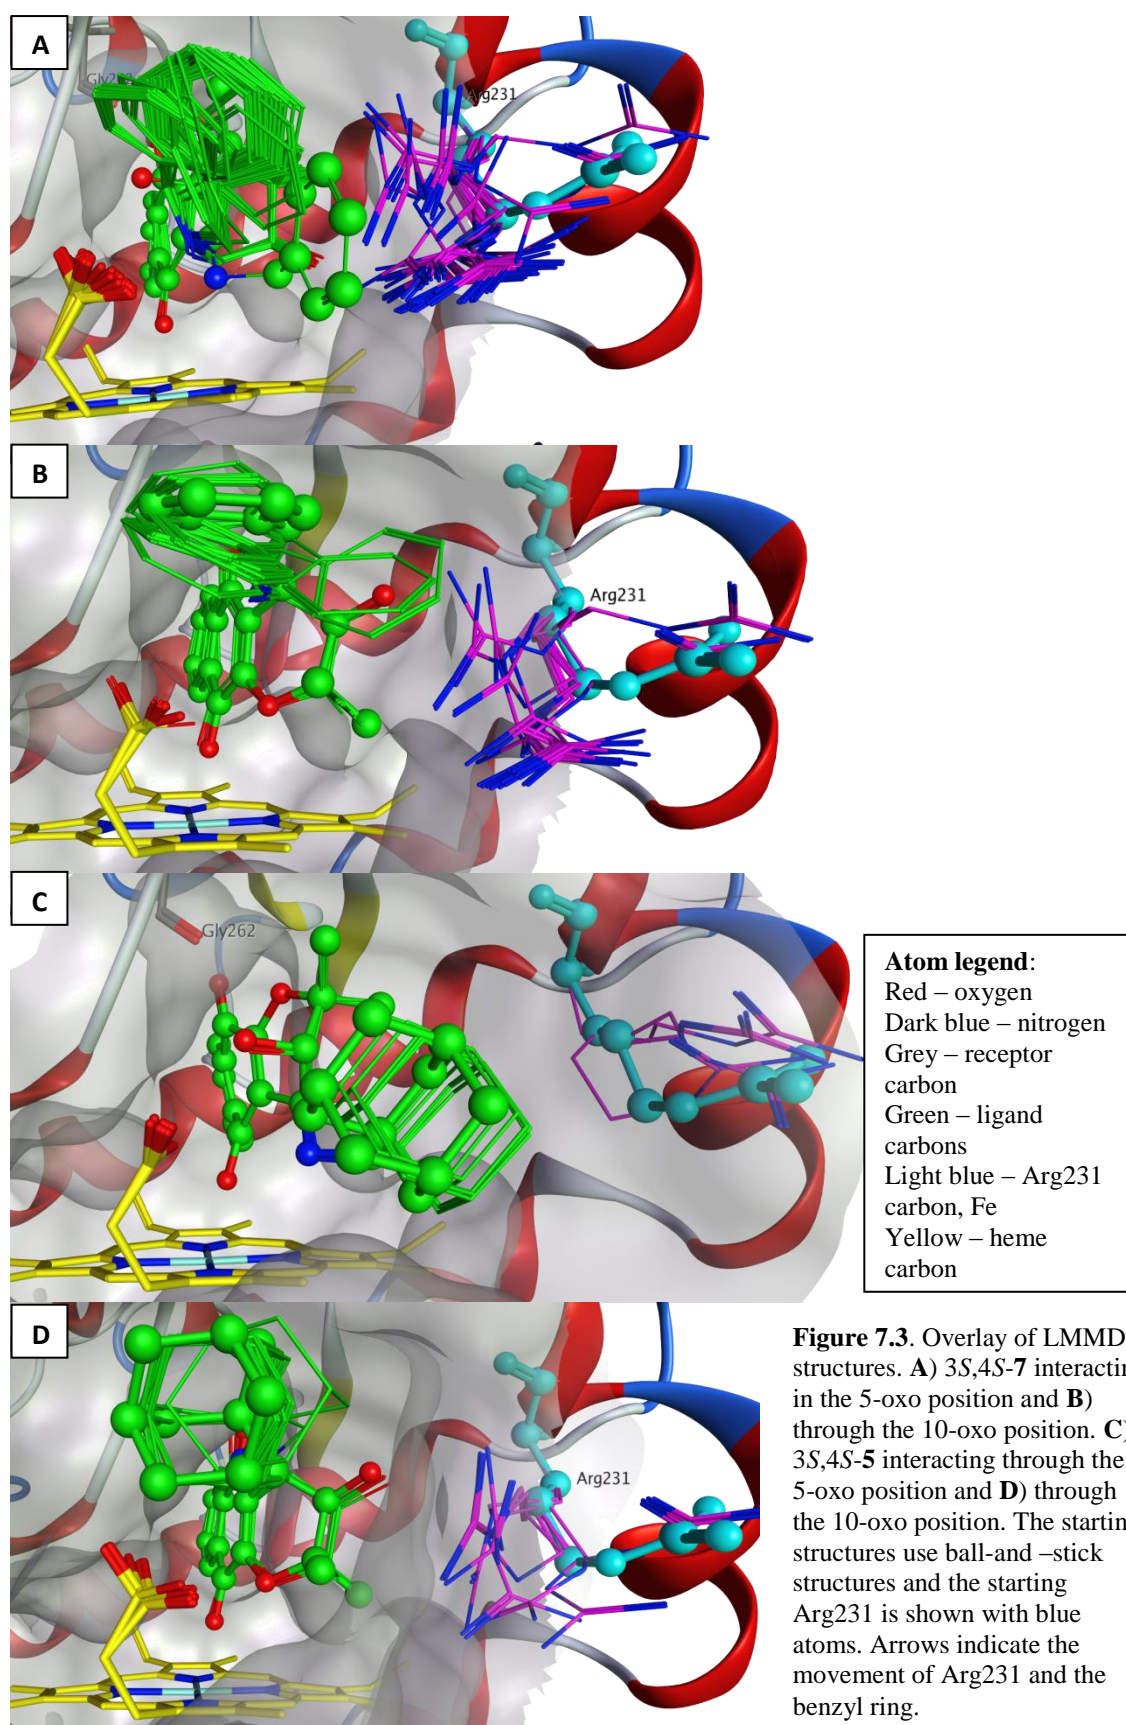 A
Arg231
B
Arg231
C
Gly262
Atom legend:
Red – oxygen
Dark blue – nitrogen
Grey – receptor
carbon
Green – ligand
carbons
Light blue – Arg231
carbon, Fe
Yellow – heme
carbon
D
Arg231
Figure 7.3. Overlay of LMMD
structures. A) 3S,4S-7 interactin
in the 5-oxo position and B)
through the 10-oxo position. C)
3S,4S-5 interacting through the
5-oxo position and D) through
the 10-oxo position. The startin
structures use ball-and –stick
structures and the starting
Arg231 is shown with blue
atoms. Arrows indicate the
movement of Arg231 and the
benzyl ring.